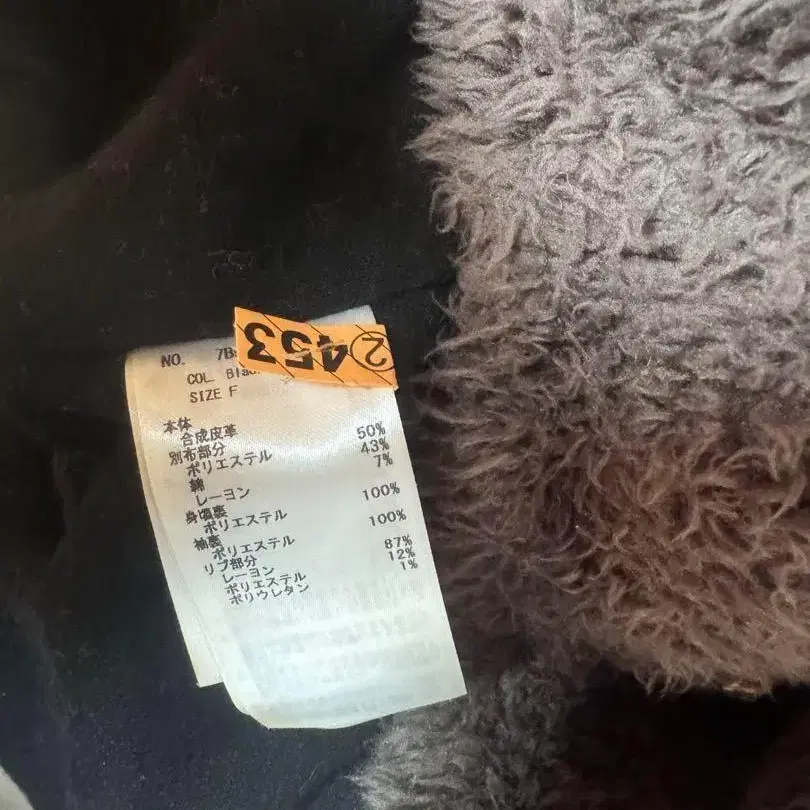 ②453
NO. 7B
COL. Bla
SIZE F
本体
合成皮革
別布部分
ポリエステル 50%
綿 43%
レーヨン 7%
身頃裏
ポリエステル 100%
袖裏
ポリエステル 100%
リブ部分
レーヨン 87%
ポリエステル 12%
ポリウレタン 1%